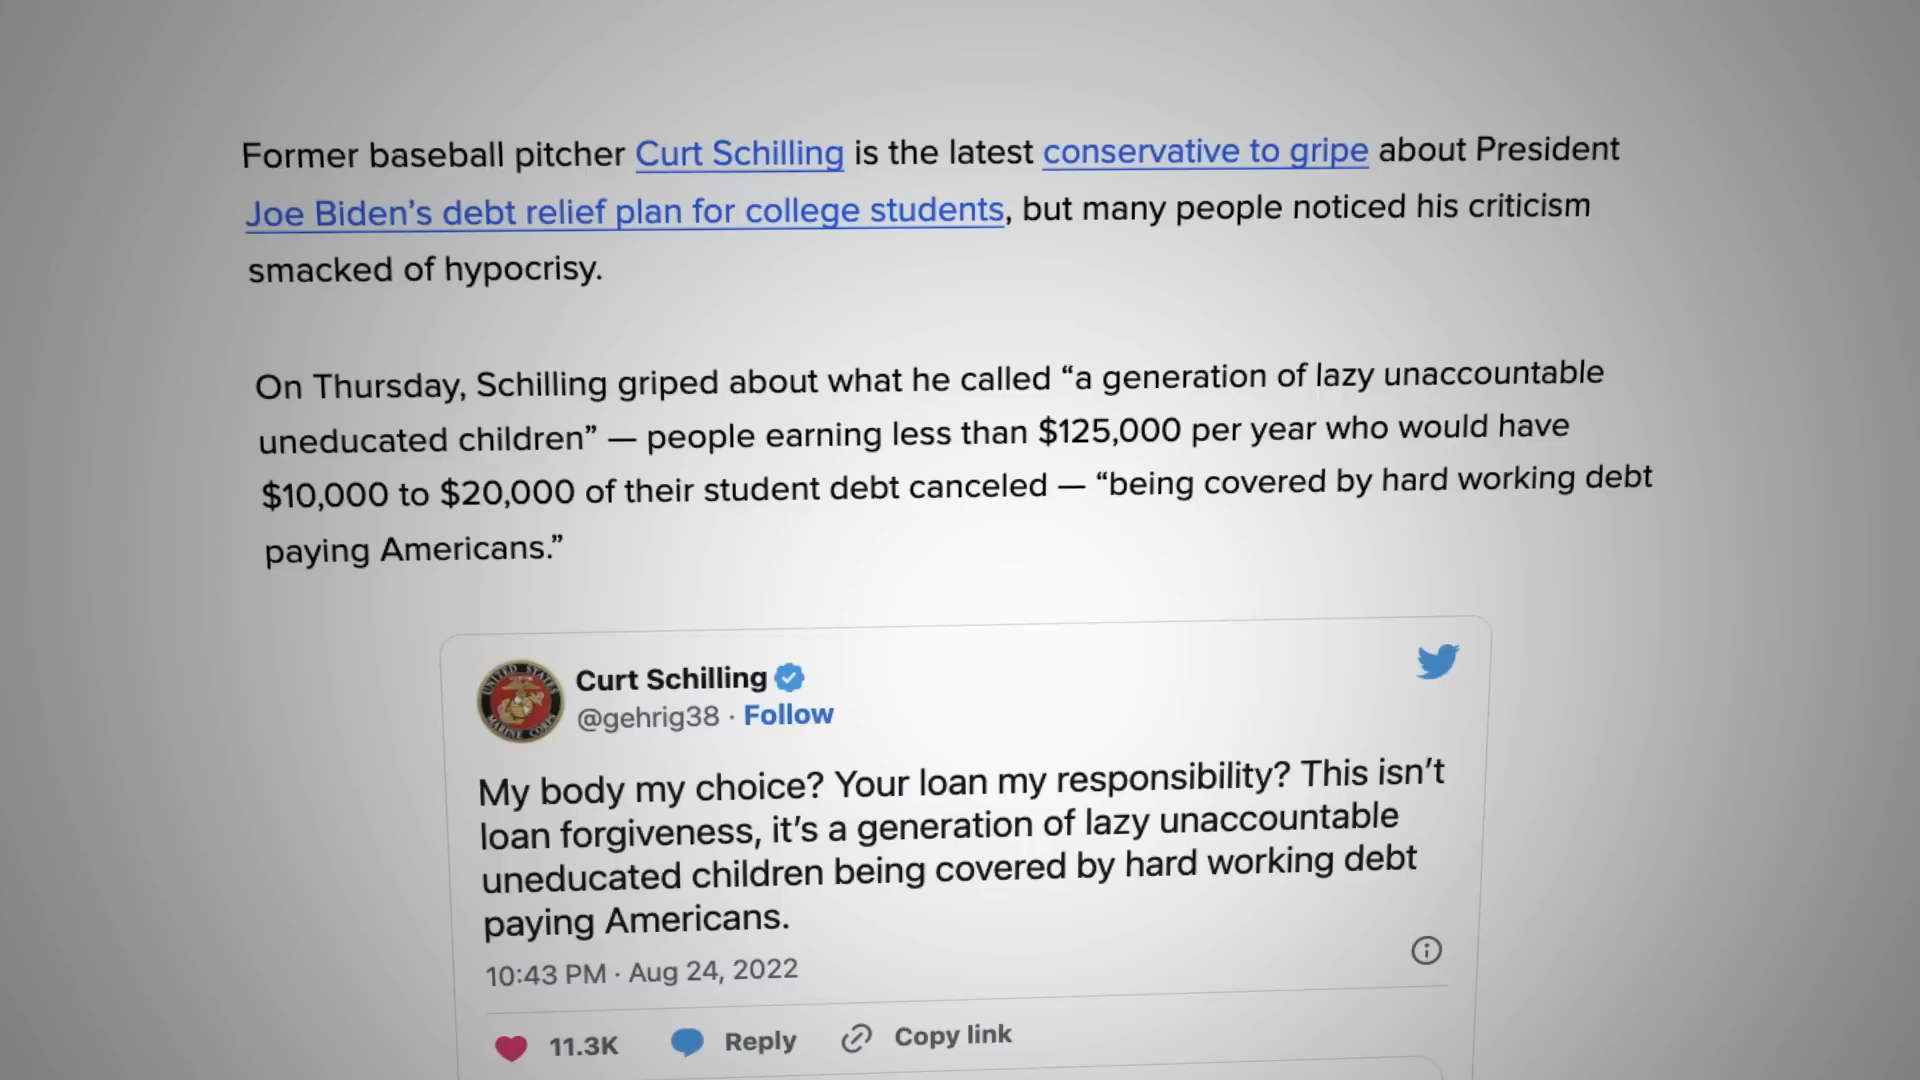 Former baseball pitcher Curt Schilling is the latest conservative to gripe about President
Joe Biden’s debt relief plan for college students, but many people noticed his criticism
smacked of hypocrisy.
On Thursday, Schilling griped about what he called “a generation of lazy unaccountable
uneducated children” — people earning less than $125,000 per year who would have
$10,000 to $20,000 of their student debt canceled — “being covered by hard working debt
paying Americans.”
UNITED STATES
MARINE CORPS
Curt Schilling
@gehrig38 · Follow
My body my choice? Your loan my responsibility? This isn’t
loan forgiveness, it’s a generation of lazy unaccountable
uneducated children being covered by hard working debt
paying Americans.
10:43 PM · Aug 24, 2022
11.3K Reply Copy link